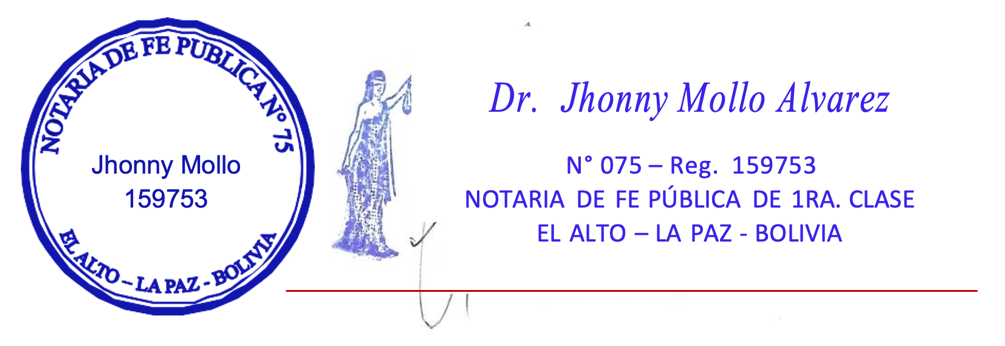 NOTARIA DE FE PUBLICA N° 75
Jhonny Mollo
159753
EL ALTO – LA PAZ - BOLIVIA
Dr. Jhonny Mollo Alvarez
N° 075 – Reg. 159753
NOTARIA DE FE PÚBLICA DE 1RA. CLASE
EL ALTO – LA PAZ - BOLIVIA